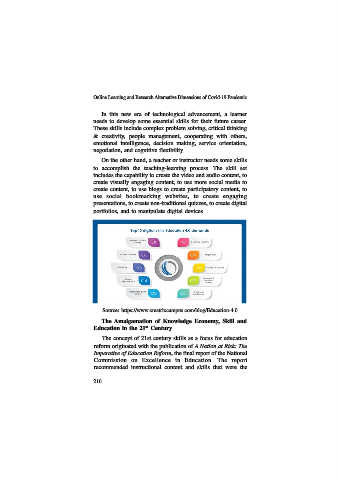 Online Learning and Research Alternative Dimensions of Covid-19 Pandemic
In this new era of technological advancement, a learner
needs to develop some essential skills for their future career.
These skills include complex problem solving, critical thinking
& creativity, people management, cooperating with others,
emotional intelligence, decision making, service orientation,
negotiation, and cognitive flexibility.
On the other hand, a teacher or instructor needs some skills
to accomplish the teaching-learning process. The skill set
includes the capability to create the video and audio content, to
create visually engaging content, to use more social media to
create content, to use blogs to create participatory content, to
use social bookmarking websites, to create engaging
presentations, to create non-traditional quizzes, to create digital
portfolios, and to manipulate digital devices.
Source: https://www.creatrixcampus.com/blog/Education-4.0
The Amalgamation of Knowledge Economy, Skill and
Education in the 21st Century
The concept of 21st century skills as a focus for education
reform originated with the publication of A Nation at Risk: The
Imperative of Education Reform, the final report of the National
Commission on Excellence in Education. The report
recommended instructional content and skills that were the
210